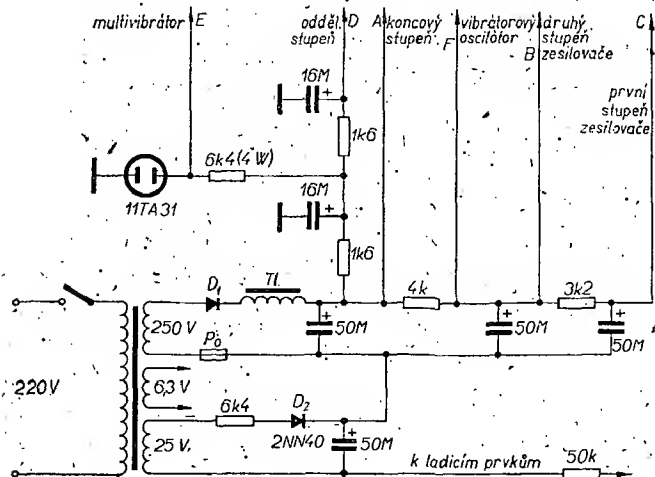 multivibrátor E
odděl. D
stupeň
A koncový
stupeň
F
vibrátorový
oscilátor
B
druhý
stupeň
zesilovače
C
první
stupeň
zesilovače
16M +
1k6
6k4 (4 W)
11TA31
16M +
1k6
D1
Tl.
4k
3k2
250 V
+ 50M
+ 50M
+ 50M
Po
220V
6,3 V
6k4
D2
2NN40
25 V
+ 50M
k ladicím prvkům
50k